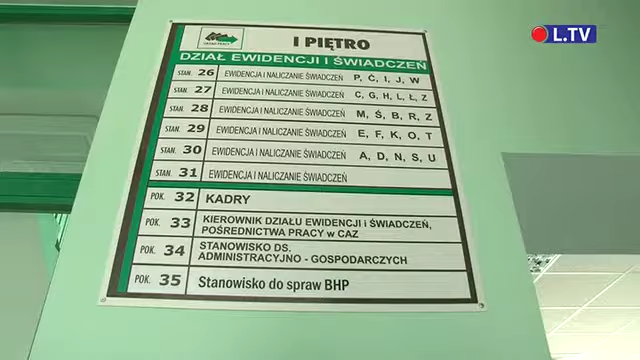 L.TV
URZĄD PRACY
I PIĘTRO
DZIAŁ EWIDENCJI I ŚWIADCZEŃ
STAN. 26 EWIDENCJA I NALICZANIE ŚWIADCZEŃ P, Ć, I, J, W
STAN. 27 EWIDENCJA I NALICZANIE ŚWIADCZEŃ C, G, H, L, Ł, Z
STAN. 28 EWIDENCJA I NALICZANIE ŚWIADCZEŃ M, Ś, B, R, Ż
STAN. 29 EWIDENCJA I NALICZANIE ŚWIADCZEŃ E, F, K, O, T
STAN. 30 EWIDENCJA I NALICZANIE ŚWIADCZEŃ A, D, N, S, U
STAN. 31 EWIDENCJA I NALICZANIE ŚWIADCZEŃ
POK. 32 KADRY
POK. 33 KIEROWNIK DZIAŁU EWIDENCJI i ŚWIADCZEŃ,
POŚREDNICTWA PRACY w CAZ
POK. 34 STANOWISKO DS.
ADMINISTRACYJNO - GOSPODARCZYCH
POK. 35 Stanowisko do spraw BHP